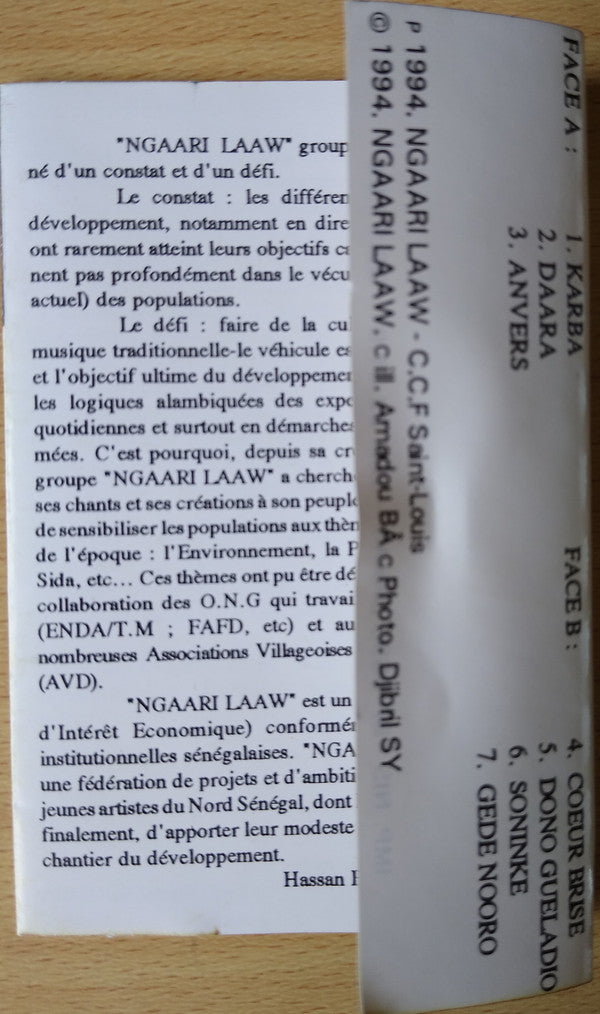 "NGAARI LAAW" group
né d'un constat et d'un défi.
Le constat : les différen
développement, notamment en dire
ont rarement atteint leurs objectifs c
nent pas profondément dans le vécu
actuel) des populations.
Le défi : faire de la cu
musique traditionnelle-le véhicule es
et l'objectif ultime du développemen
les logiques alambiquées des expe
quotidiennes et surtout en démarches
mées. C'est pourquoi, depuis sa cr
groupe "NGAARI LAAW" a cherch
ses chants et ses créations à son peuple
de sensibiliser les populations aux thèm
de l'époque : l'Environnement, la P
Sida, etc... Ces thèmes ont pu être dé
collaboration des O.N.G qui travai
(ENDA/T.M ; FAFD, etc) et au
nombreuses Associations Villageoises
(AVD).
"NGAARI LAAW" est un
d'Intérêt Economique) conformé
institutionnelles sénégalaises. "NGA
une fédération de projets et d'ambiti
jeunes artistes du Nord Sénégal, dont
finalement, d'apporter leur modeste
chantier du développement.
Hassan
FACE A :
1. KARBA
2. DAARA
3. ANVERS
FACE B :
4. COEUR BRISE
5. DONO GUELADIO
6. SONINKE
7. GEDE NOORO
P 1994. NGAARI LAAW - C.C.F Saint-Louis
© 1994. NGAARI LAAW. c ill. Amadou BÂ c Photo. Djibril SY